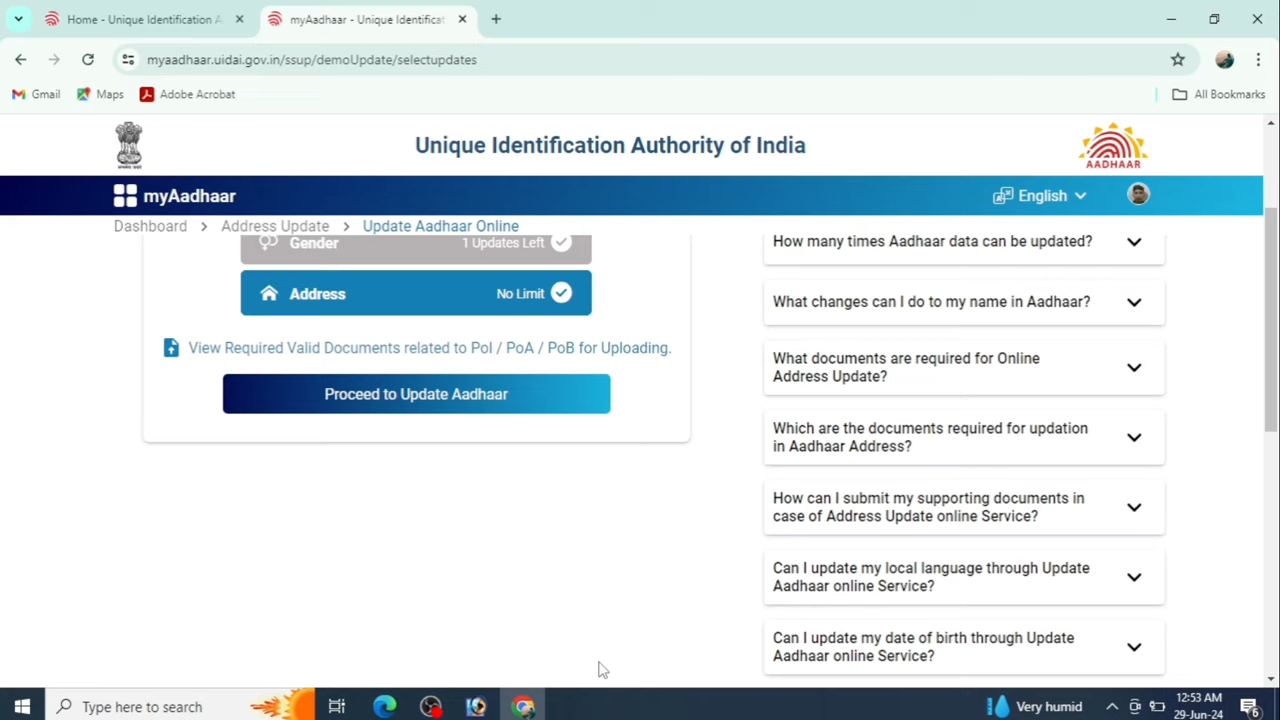 Home - Unique Identification A
myAadhaar - Unique Identificat
myaadhaar.uidai.gov.in/ssup/demoUpdate/selectupdates
Gmail
Maps
Adobe Acrobat
All Bookmarks
Unique Identification Authority of India
AADHAAR
myAadhaar
English
Dashboard > Address Update > Update Aadhaar Online
Gender 1 Updates Left
Address No Limit
View Required Valid Documents related to PoI / PoA / PoB for Uploading.
Proceed to Update Aadhaar
How many times Aadhaar data can be updated?
What changes can I do to my name in Aadhaar?
What documents are required for Online
Address Update?
Which are the documents required for updation
in Aadhaar Address?
How can I submit my supporting documents in
case of Address Update online Service?
Can I update my local language through Update
Aadhaar online Service?
Can I update my date of birth through Update
Aadhaar online Service?
Type here to search
Very humid
12:53 AM
29-Jun-24
6